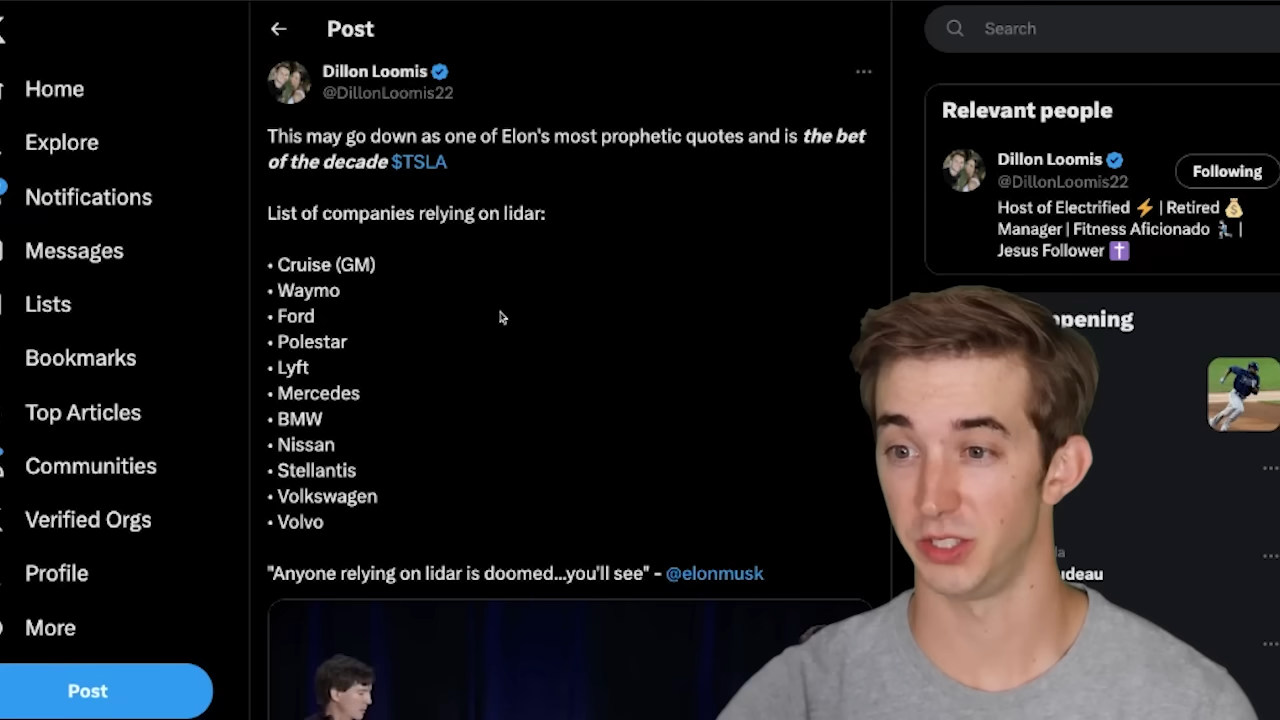 Home
Explore
Notifications
Messages
Lists
Bookmarks
Top Articles
Communities
Verified Orgs
Profile
More
Post
Post
Dillon Loomis
@DillonLoomis22
This may go down as one of Elon's most prophetic quotes and is the bet
of the decade $TSLA
List of companies relying on lidar:
• Cruise (GM)
• Waymo
• Ford
• Polestar
• Lyft
• Mercedes
• BMW
• Nissan
• Stellantis
• Volkswagen
• Volvo
"Anyone relying on lidar is doomed...you'll see" - @elonmusk
Search
Relevant people
Dillon Loomis
@DillonLoomis22
Following
Host of Electrified ⚡ | Retired 💰
Manager | Fitness Aficionado 🏃 |
Jesus Follower ✝️